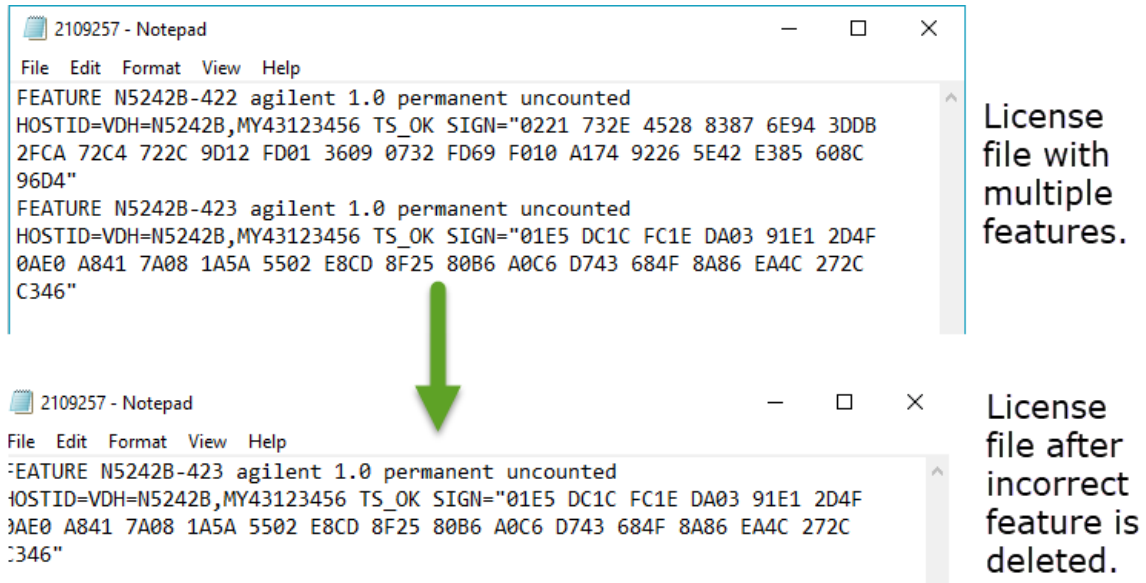 2109257 - Notepad
File Edit Format View Help
FEATURE N5242B-422 agilent 1.0 permanent uncounted
HOSTID=VDH=N5242B,MY43123456 TS_OK SIGN="0221 732E 4528 8387 6E94 3DDB
2FCA 72C4 722C 9D12 FD01 3609 0732 FD69 F010 A174 9226 5E42 E385 608C
96D4"
FEATURE N5242B-423 agilent 1.0 permanent uncounted
HOSTID=VDH=N5242B,MY43123456 TS_OK SIGN="01E5 DC1C FC1E DA03 91E1 2D4F
0AE0 A841 7A08 1A5A 5502 E8CD 8F25 80B6 A0C6 D743 684F 8A86 EA4C 272C
C346"
License
file with
multiple
features.
2109257 - Notepad
File Edit Format View Help
FEATURE N5242B-423 agilent 1.0 permanent uncounted
HOSTID=VDH=N5242B,MY43123456 TS_OK SIGN="01E5 DC1C FC1E DA03 91E1 2D4F
0AE0 A841 7A08 1A5A 5502 E8CD 8F25 80B6 A0C6 D743 684F 8A86 EA4C 272C
C346"
License
file after
incorrect
feature is
deleted.